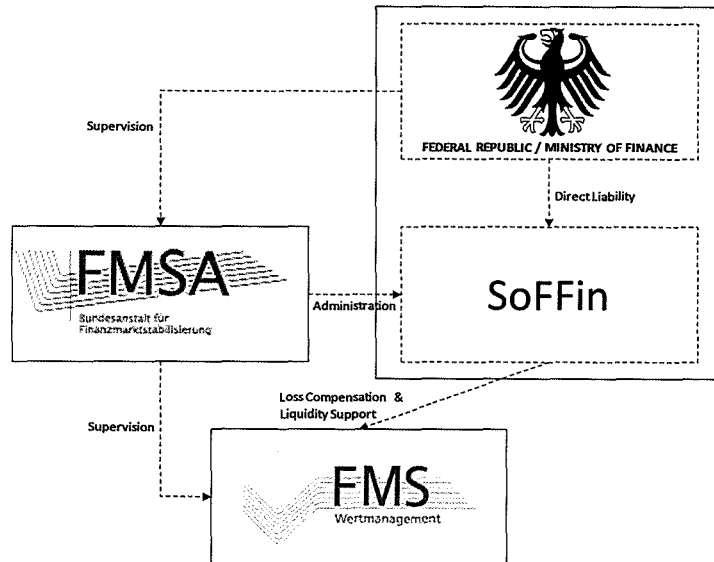 FEDERAL REPUBLIC / MINISTRY OF FINANCE
Supervision
Direct Liability
FMSA
Bundesanstalt für
Finanzmarktstabilisierung
Administration
SoFFin
Loss Compensation &
Liquidity Support
Supervision
FMS
Wertmanagement